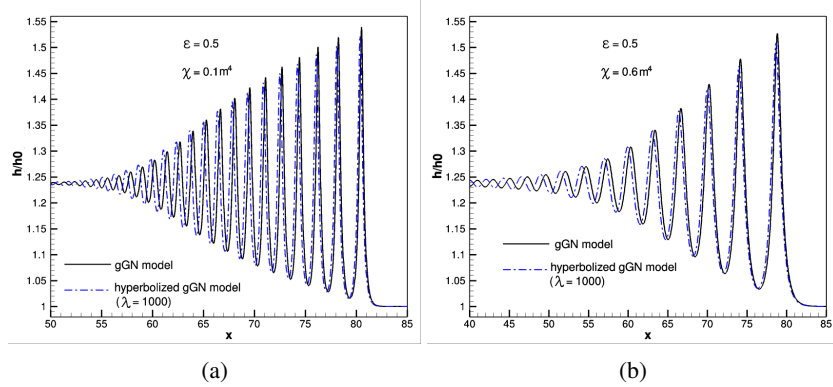 1.55
1.5
1.45
1.4
1.35
1.3
1.25
1.2
1.15
1.1
1.05
1
h/h0
ε = 0.5
χ = 0.1m⁴
gGN model
hyperbolized gGN model
(λ = 1000)
50 55 60 65 70 75 80 85
x
(a)
1.55
1.5
1.45
1.4
1.35
1.3
1.25
1.2
1.15
1.1
1.05
1
h/h0
ε = 0.5
χ = 0.6m⁴
gGN model
hyperbolized gGN model
(λ = 1000)
40 45 50 55 60 65 70 75 80 85
x
(b)